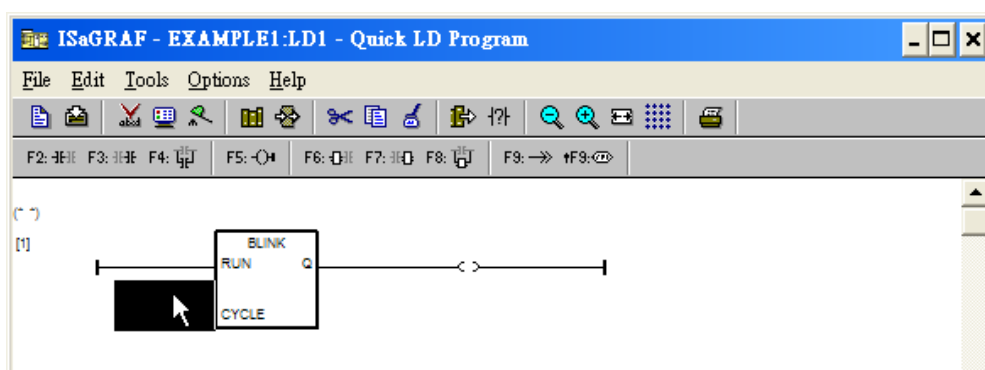 ISaGRAF - EXAMPLE1:LD1 - Quick LD Program
File Edit Tools Options Help
F2: F3: F4: F5: F6: F7: F8: F9: F9:
(* *)
[1]
BLINK
RUN Q
CYCLE